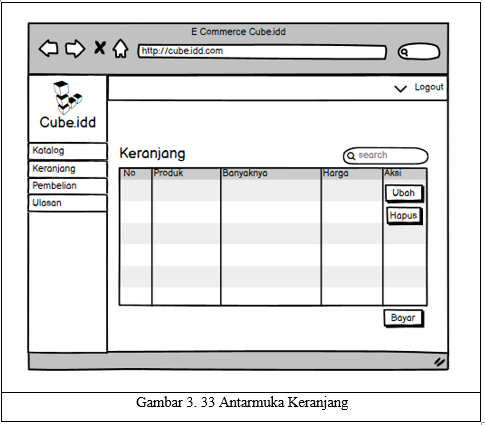 E Commerce Cube.idd
http://cube.idd.com
Logout
Cube.idd
Katalog
Keranjang
Pembelian
Ulasan
Keranjang
search
No Produk Banyaknya Harga Aksi
Ubah
Hapus
Bayar
Gambar 3. 33 Antarmuka Keranjang